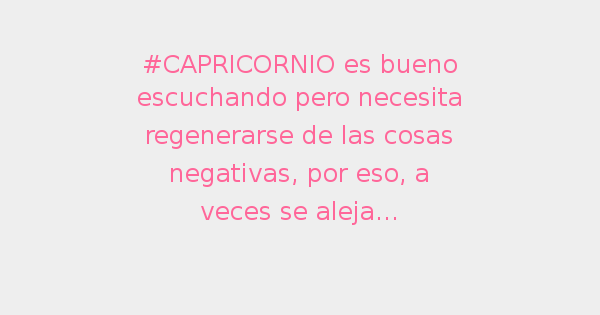 #CAPRICORNIO es bueno
escuchando pero necesita
regenerarse de las cosas
negativas, por eso, a
veces se aleja...